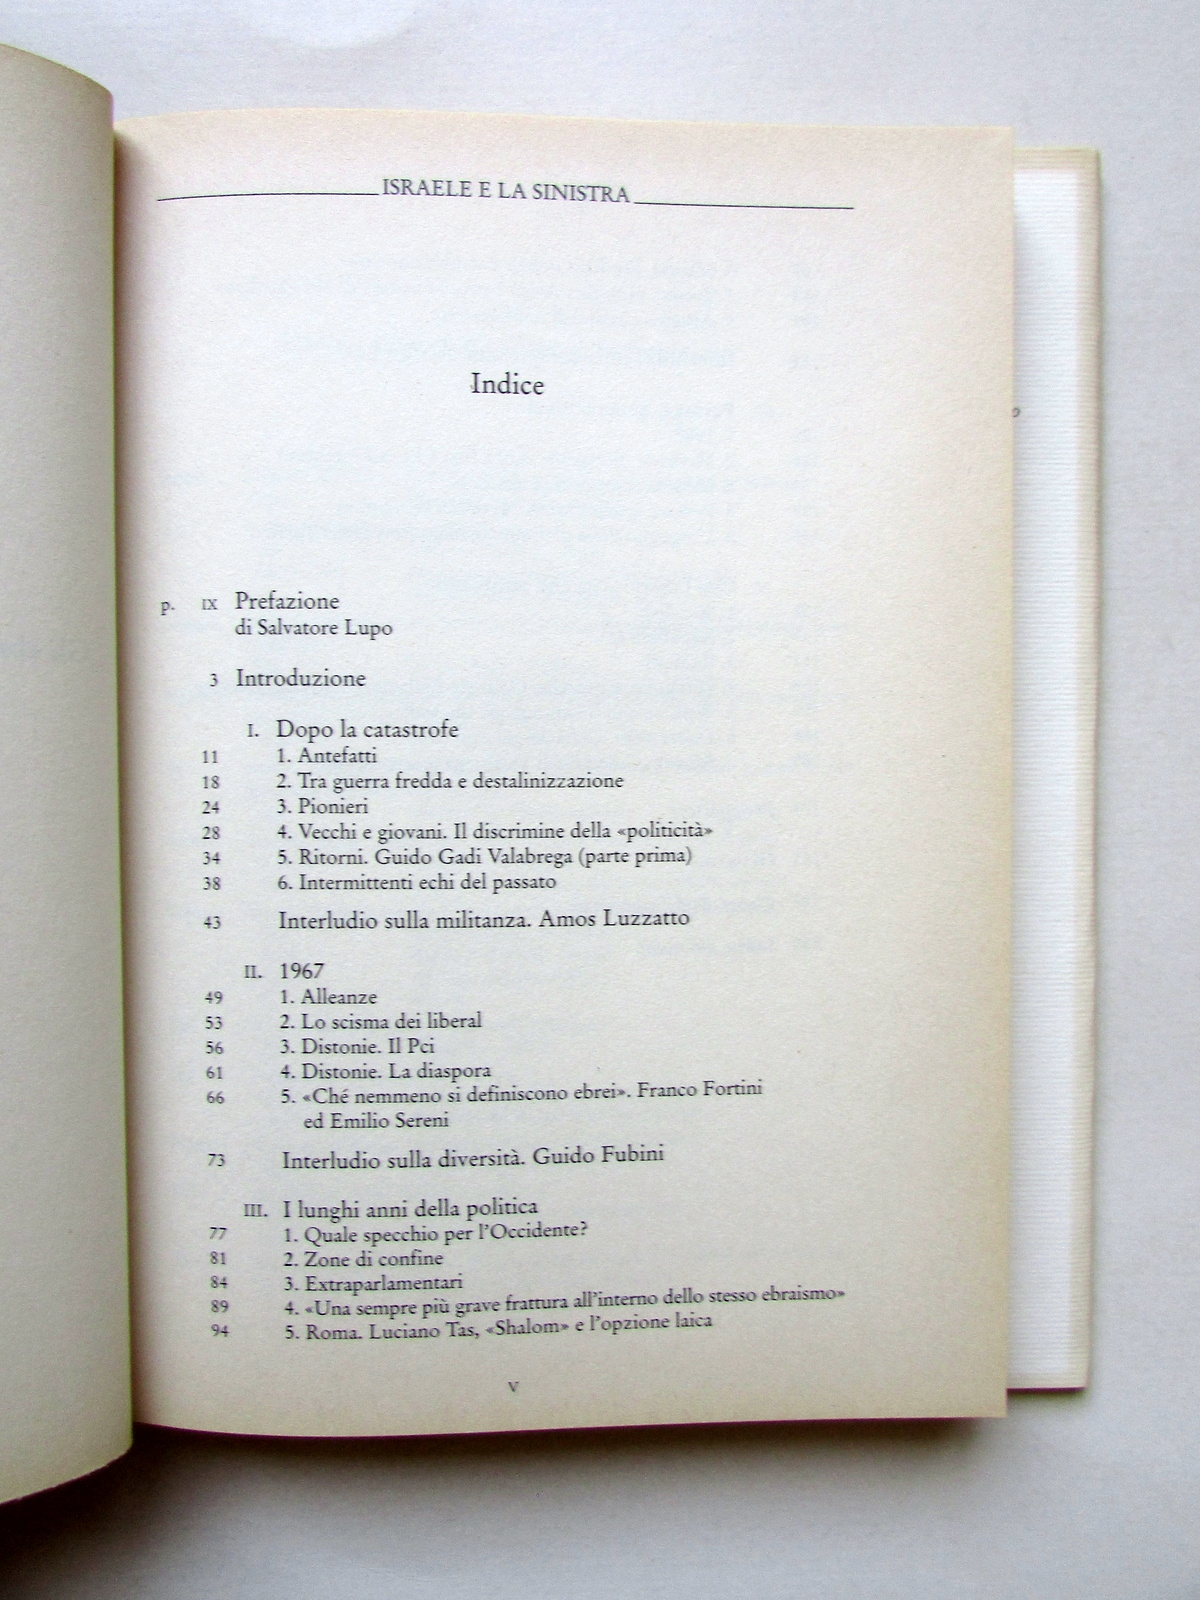 ISRAELE E LA SINISTRA
Indice
p. IX Prefazione
di Salvatore Lupo
3 Introduzione
I. Dopo la catastrofe
11 1. Antefatti
18 2. Tra guerra fredda e destalinizzazione
24 3. Pionieri
28 4. Vecchi e giovani. Il discrimine della «politicità»
34 5. Ritorni. Guido Gadi Valabrega (parte prima)
38 6. Intermittenti echi del passato
43 Interludio sulla militanza. Amos Luzzatto
II. 1967
49 1. Alleanze
53 2. Lo scisma dei liberal
56 3. Distonie. Il Pci
61 4. Distonie. La diaspora
66 5. «Ché nemmeno si definiscono ebrei». Franco Fortini
ed Emilio Sereni
73 Interludio sulla diversità. Guido Fubini
III. I lunghi anni della politica
77 1. Quale specchio per l'Occidente?
81 2. Zone di confine
84 3. Extraparlamentari
89 4. «Una sempre più grave frattura all'interno dello stesso ebraismo»
94 5. Roma. Luciano Tas, «Shalom» e l'opzione laica
V